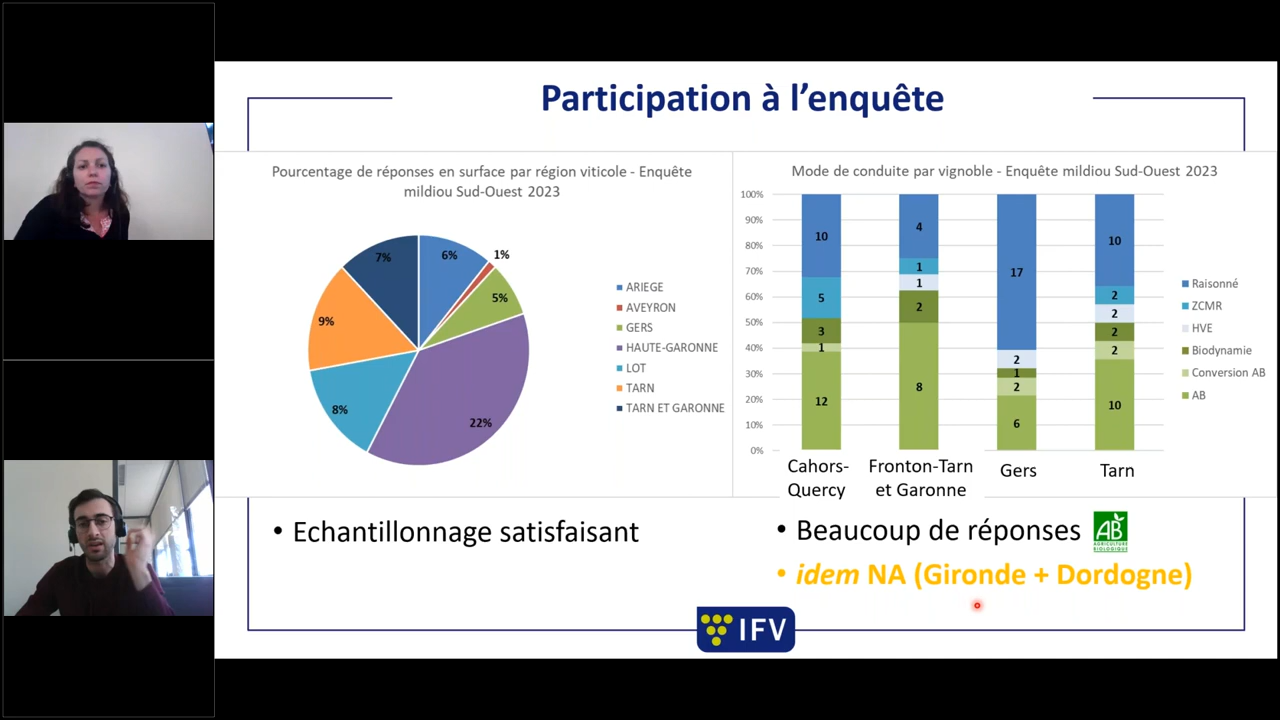 Participation à l'enquête
Pourcentage de réponses en surface par région viticole - Enquête
mildiou Sud-Ouest 2023
6%
1%
5%
22%
8%
9%
7%
ARIEGE
AVEYRON
GERS
HAUTE-GARONNE
LOT
TARN
TARN ET GARONNE
Mode de conduite par vignoble - Enquête mildiou Sud-Ouest 2023
100%
90%
80%
70%
60%
50%
40%
30%
20%
10%
0%
10
5
3
1
12
4
1
1
2
8
17
2
1
2
6
10
2
2
2
2
10
Cahors-
Quercy
Fronton-Tarn
et Garonne
Gers
Tarn
Raisonné
ZCMR
HVE
Biodynamie
Conversion AB
AB
• Echantillonnage satisfaisant
• Beaucoup de réponses
AB
AGRICULTURE
BIOLOGIQUE
• idem NA (Gironde + Dordogne)
IFV